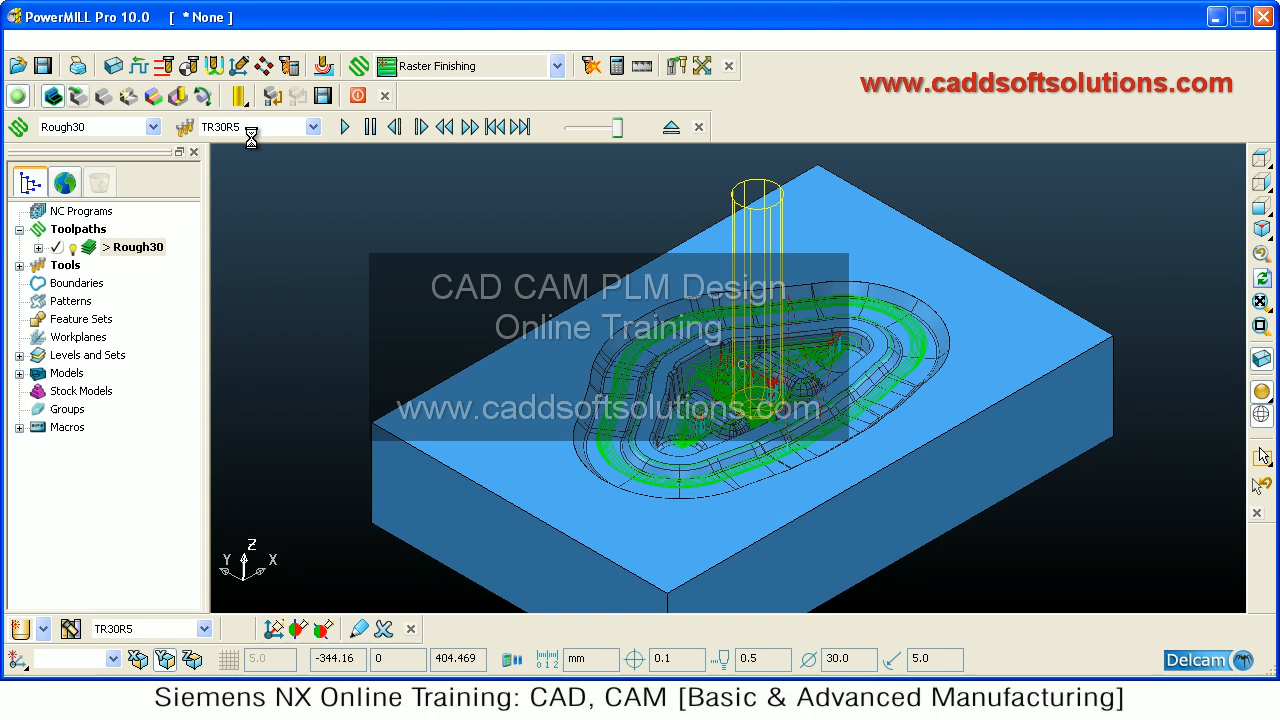 PowerMILL Pro 10.0 [ * None ]
Raster Finishing
www.caddsoftsolutions.com
Rough30
TR30R5
NC Programs
Toolpaths
> Rough30
Tools
Boundaries
Patterns
Feature Sets
Workplanes
Levels and Sets
Models
Stock Models
Groups
Macros
CAD CAM PLM Design
Online Training
www.caddsoftsolutions.com
Z
Y
X
TR30R5
5.0
-344.16
0
404.469
0 1 2
mm
0.1
0.5
30.0
5.0
Delcam
Siemens NX Online Training: CAD, CAM [Basic & Advanced Manufacturing]